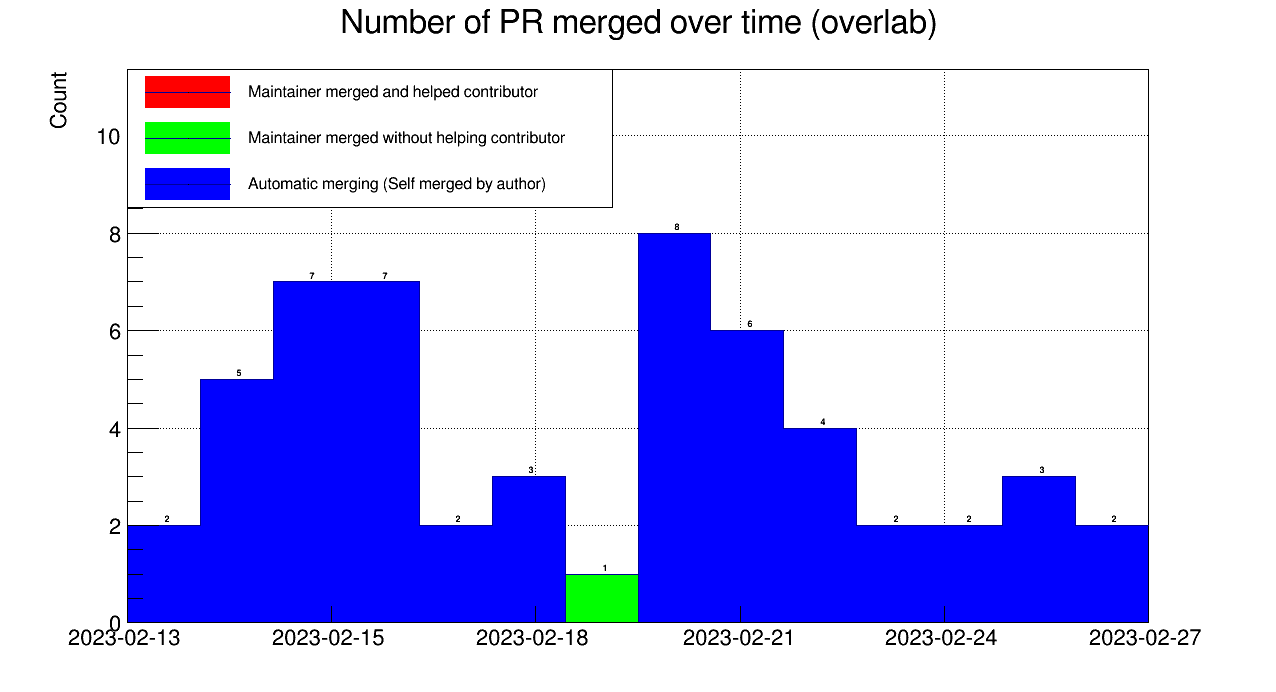 Number of PR merged over time (overlab)
Count
Maintainer merged and helped contributor
Maintainer merged without helping contributor
Automatic merging (Self merged by author)
10
8
6
4
2
0
2 5 7 7 2 3 1 8 6 4 2 2 3 2
2023-02-13 2023-02-15 2023-02-18 2023-02-21 2023-02-24 2023-02-27